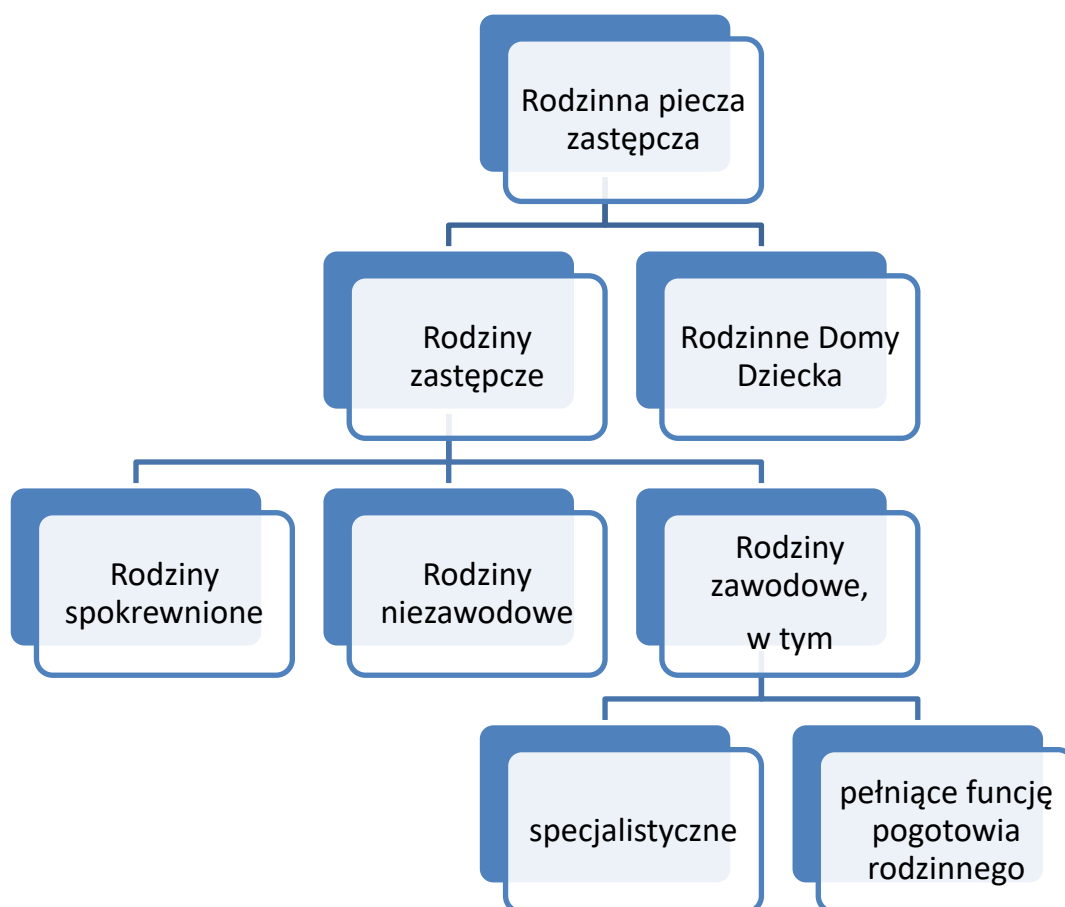 Rodzinna piecza
zastępcza
Rodziny
zastępcze
Rodzinne Domy
Dziecka
Rodziny
spokrewnione
Rodziny
niezawodowe
Rodziny
zawodowe,
w tym
specjalistyczne
pełniące funcję
pogotowia
rodzinnego